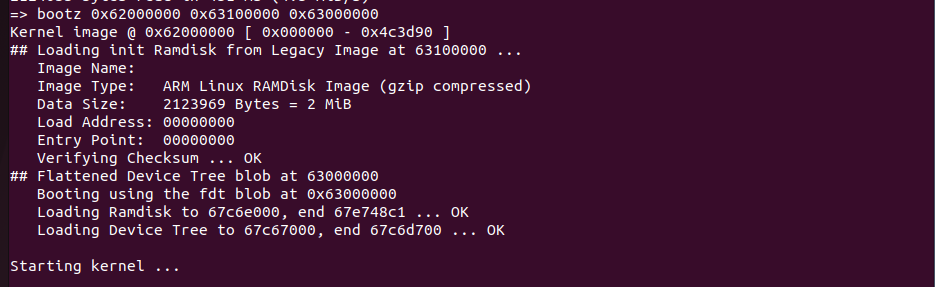 => bootz 0x62000000 0x63100000 0x63000000
Kernel image @ 0x62000000 [ 0x000000 - 0x4c3d90 ]
## Loading init Ramdisk from Legacy Image at 63100000 ...
   Image Name:
   Image Type:   ARM Linux RAMDisk Image (gzip compressed)
   Data Size:    2123969 Bytes = 2 MiB
   Load Address: 00000000
   Entry Point:  00000000
   Verifying Checksum ... OK
## Flattened Device Tree blob at 63000000
   Booting using the fdt blob at 0x63000000
   Loading Ramdisk to 67c6e000, end 67e748c1 ... OK
   Loading Device Tree to 67c67000, end 67c6d700 ... OK
Starting kernel ...